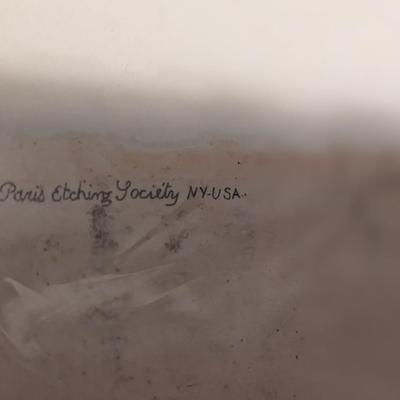 Paris Etching Society NY-USA.